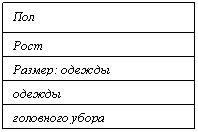 Пол
Рост
Размер: одежды
одежды
головного убора